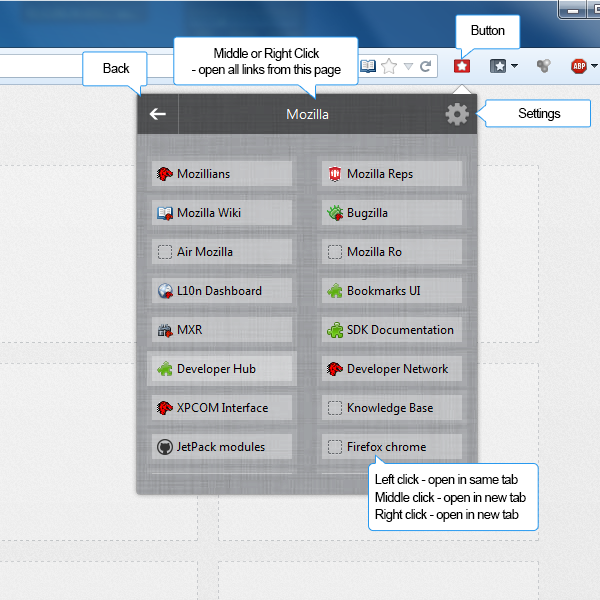 Button
Middle or Right Click
- open all links from this page
Back
ABP
Mozilla
Settings
Mozillians
Mozilla Reps
Mozilla Wiki
Bugzilla
Air Mozilla
Mozilla Ro
L10n Dashboard
Bookmarks UI
MXR
SDK Documentation
Developer Hub
Developer Network
XPCOM Interface
Knowledge Base
JetPack modules
Firefox chrome
Left click - open in same tab
Middle click - open in new tab
Right click - open in new tab